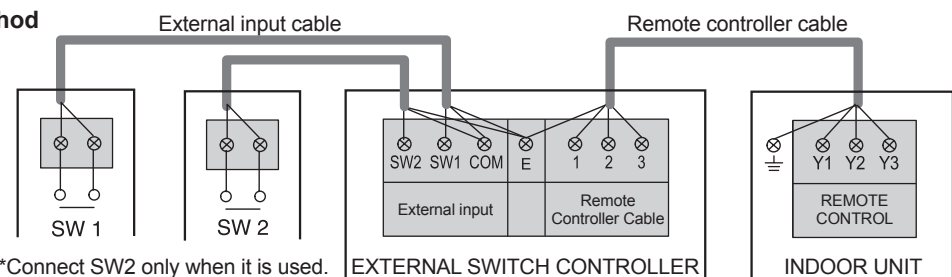 hod
External input cable
Remote controller cable
SW2 SW1 COM E 1 2 3
Y1 Y2 Y3
External input
Remote
Controller Cable
REMOTE
CONTROL
SW 1
SW 2
*Connect SW2 only when it is used.
EXTERNAL SWITCH CONTROLLER
INDOOR UNIT